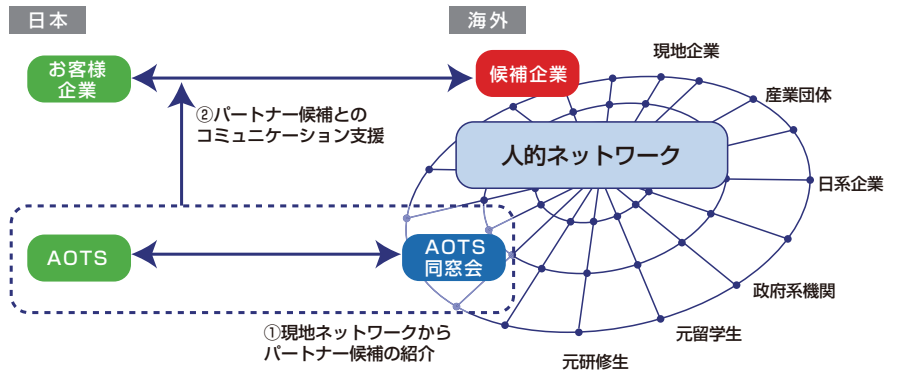 日本
海外
お客様
企業
候補企業
現地企業
産業団体
②パートナー候補との
コミュニケーション支援
人的ネットワーク
日系企業
AOTS
AOTS
同窓会
政府系機関
①現地ネットワークから
パートナー候補の紹介
元留学生
元研修生